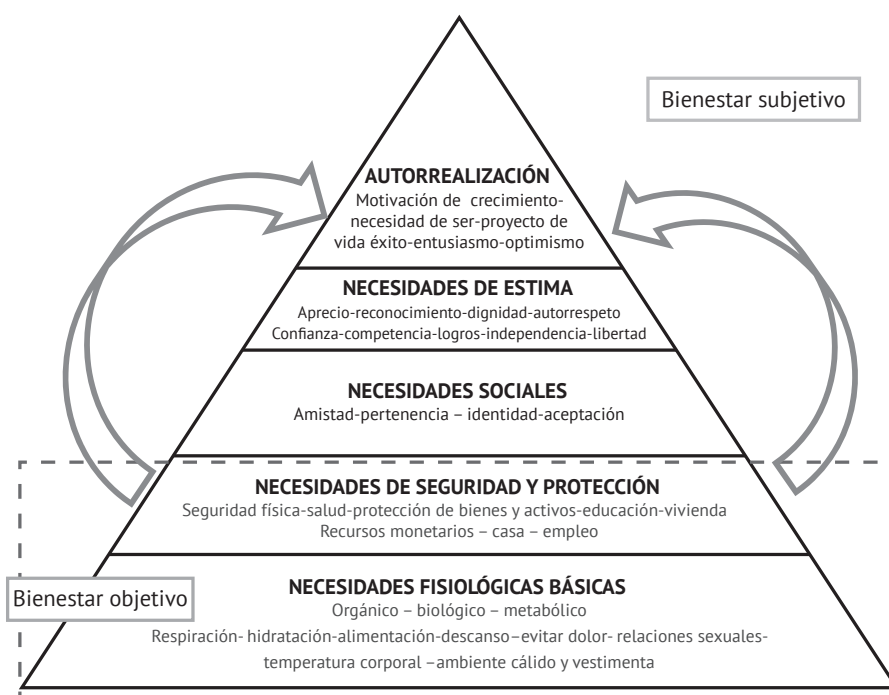 Bienestar subjetivo
AUTORREALIZACIÓN
Motivación de crecimiento-
necesidad de ser-proyecto de
vida éxito-entusiasmo-optimismo
NECESIDADES DE ESTIMA
Aprecio-reconocimiento-dignidad-autorrespeto
Confianza-competencia-logros-independencia-libertad
NECESIDADES SOCIALES
Amistad-pertenencia – identidad-aceptación
NECESIDADES DE SEGURIDAD Y PROTECCIÓN
Seguridad física-salud-protección de bienes y activos-educación-vivienda
Recursos monetarios – casa – empleo
Bienestar objetivo
NECESIDADES FISIOLÓGICAS BÁSICAS
Orgánico – biológico – metabólico
Respiración- hidratación-alimentación-descanso–evitar dolor- relaciones sexuales-
temperatura corporal –ambiente cálido y vestimenta